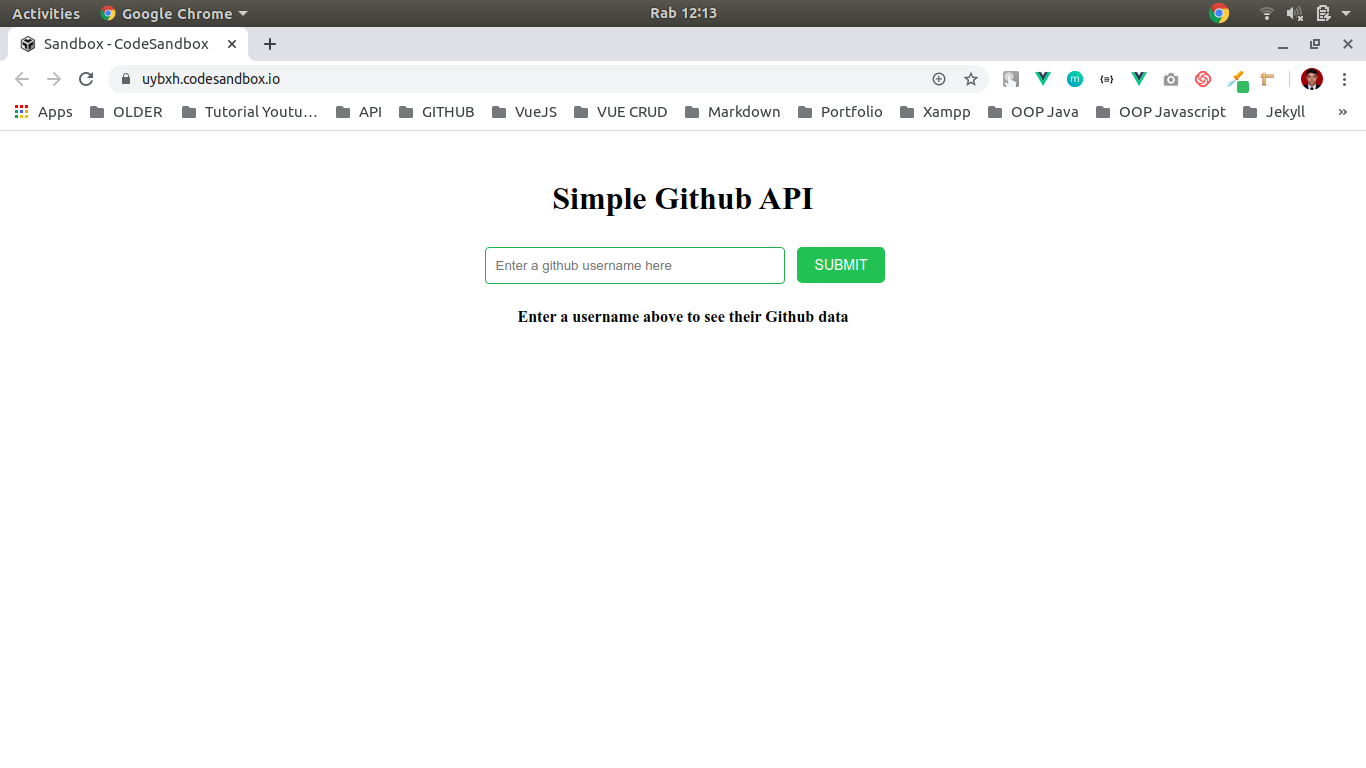 Activities Google Chrome Rab 12:13
Sandbox - CodeSandbox
uybxh.codesandbox.io
Apps OLDER Tutorial Youtu… API GITHUB VueJS VUE CRUD Markdown Portfolio Xampp OOP Java OOP Javascript Jekyll »
Simple Github API
Enter a github username here SUBMIT
Enter a username above to see their Github data